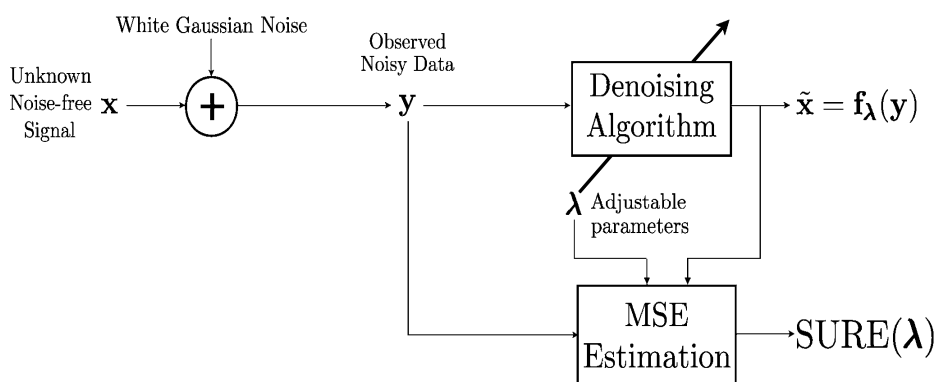 White Gaussian Noise
Unknown
Noise-free
Signal
x
+
Observed
Noisy Data
y
Denoising
Algorithm
x̃ = f_λ(y)
λ
Adjustable
parameters
MSE
Estimation
SURE(λ)